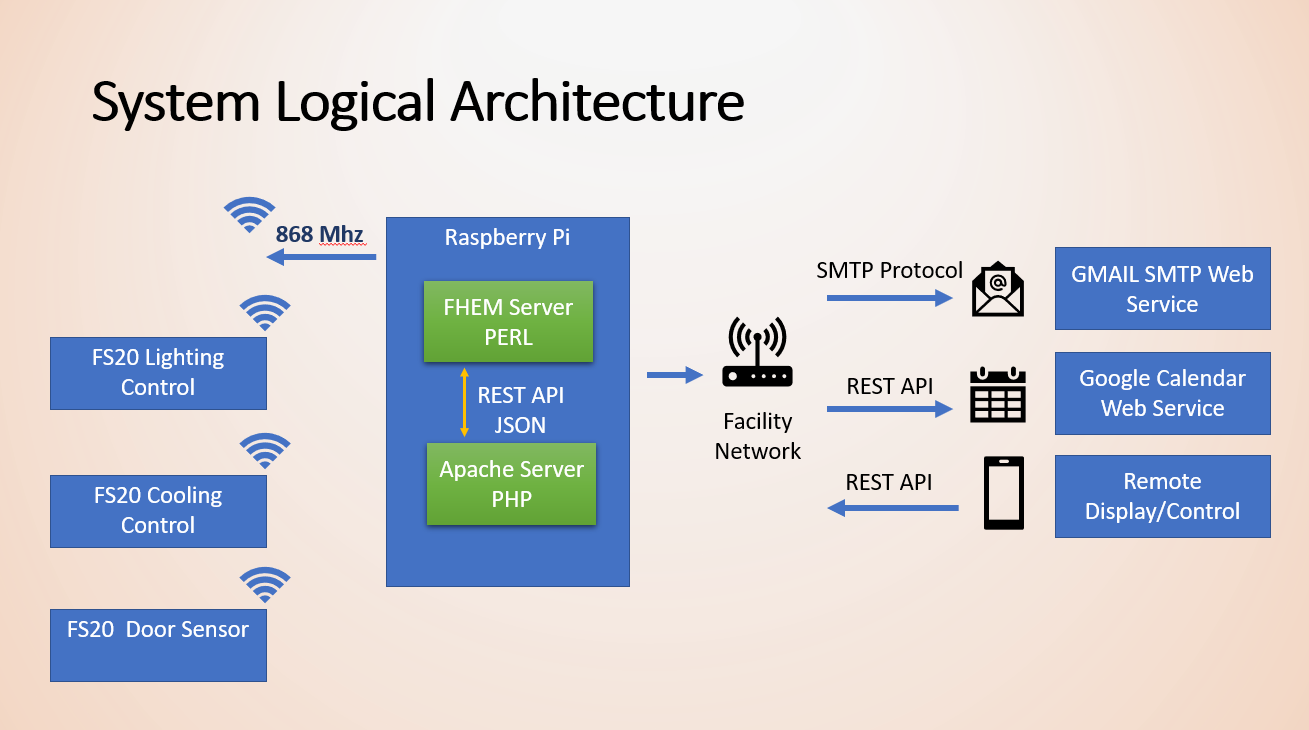 System Logical Architecture
868 Mhz
FS20 Lighting
Control
FS20 Cooling
Control
FS20  Door Sensor
Raspberry Pi
FHEM Server
PERL
REST API
JSON
Apache Server
PHP
Facility
Network
SMTP Protocol
@
GMAIL SMTP Web
Service
REST API
Google Calendar
Web Service
REST API
Remote
Display/Control